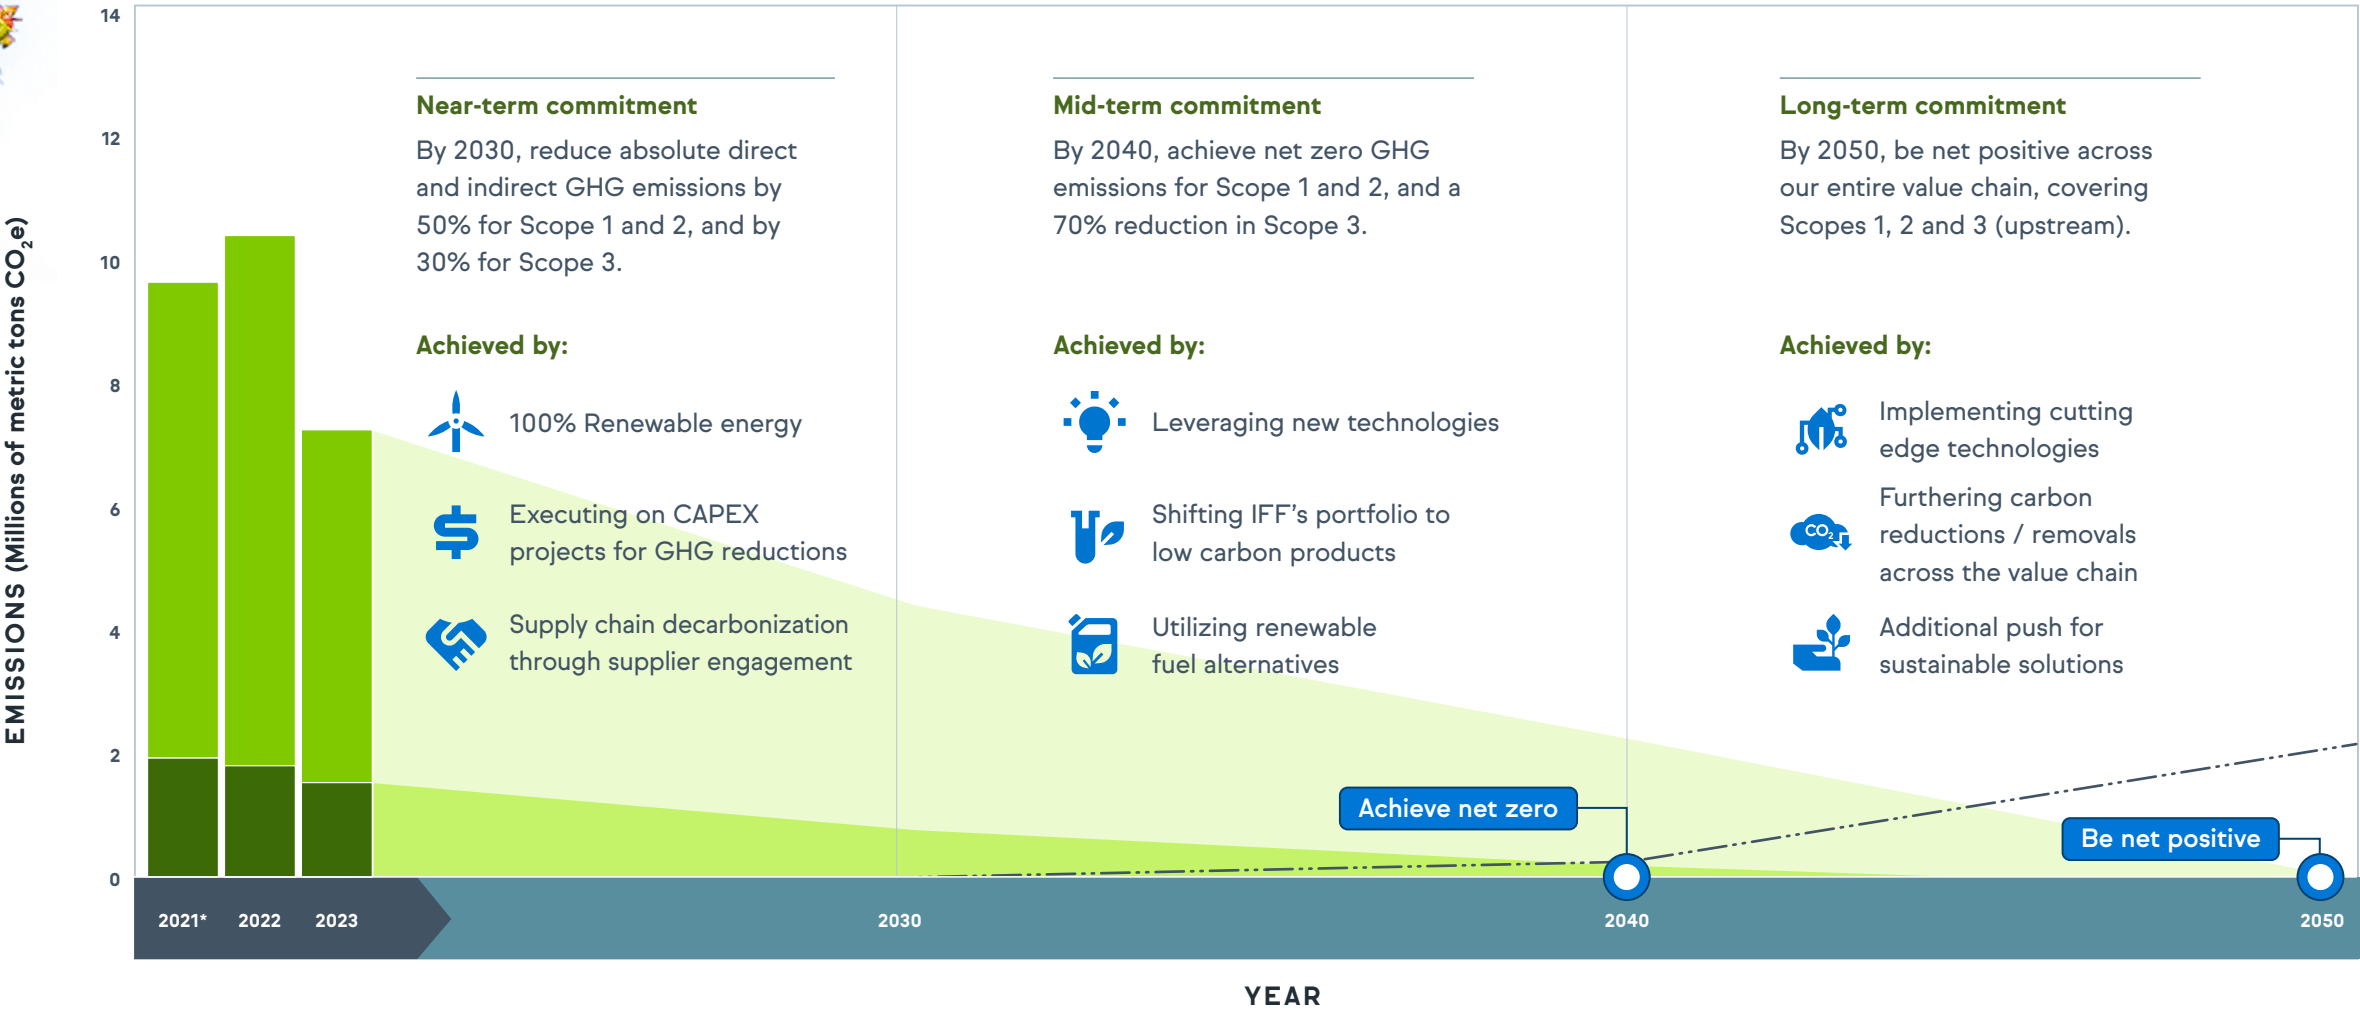 EMISSIONS (Millions of metric tons CO2e)
14
12
10
8
6
4
2
0
Near-term commitment
By 2030, reduce absolute direct
and indirect GHG emissions by
50% for Scope 1 and 2, and by
30% for Scope 3.
Achieved by:
100% Renewable energy
Executing on CAPEX
projects for GHG reductions
Supply chain decarbonization
through supplier engagement
Mid-term commitment
By 2040, achieve net zero GHG
emissions for Scope 1 and 2, and a
70% reduction in Scope 3.
Achieved by:
Leveraging new technologies
Shifting IFF’s portfolio to
low carbon products
Utilizing renewable
fuel alternatives
Long-term commitment
By 2050, be net positive across
our entire value chain, covering
Scopes 1, 2 and 3 (upstream).
Achieved by:
Implementing cutting
edge technologies
CO2
Furthering carbon
reductions / removals
across the value chain
Additional push for
sustainable solutions
Achieve net zero
Be net positive
2021*
2022
2023
2030
2040
2050
YEAR